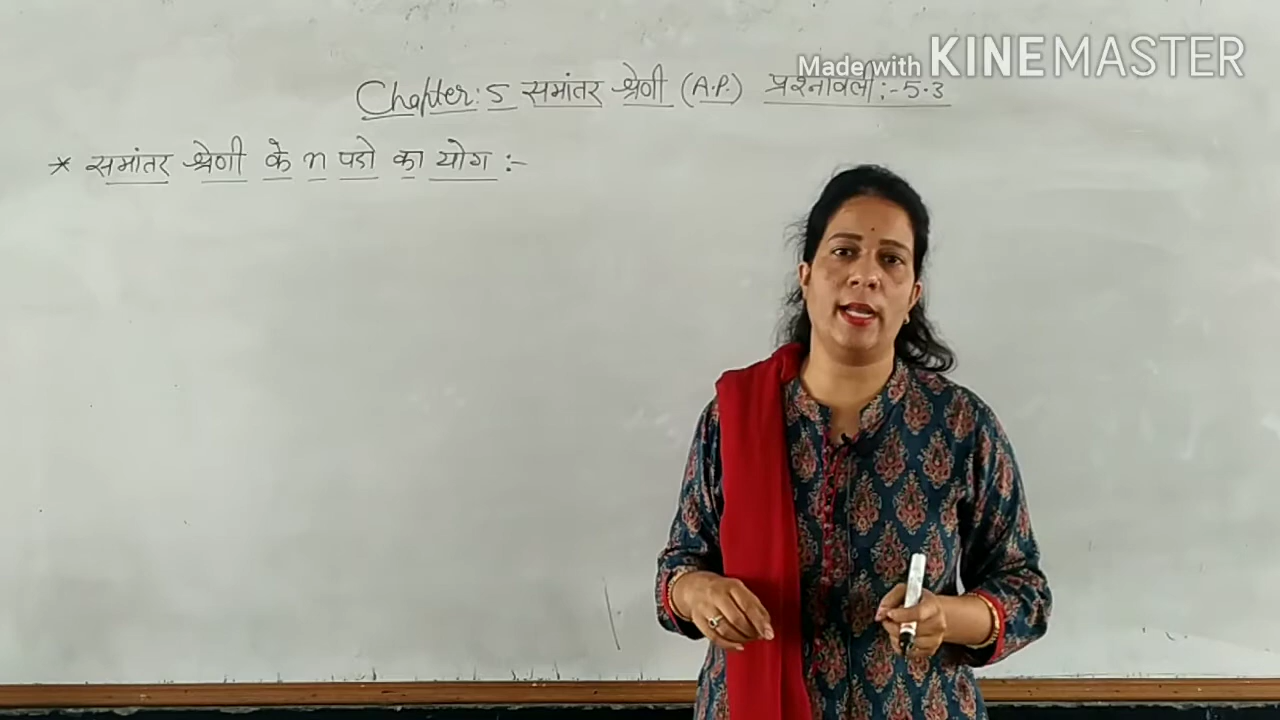 Made with KINEMASTER
Chapter: 5 समांतर श्रेणी (A.P.) प्रश्नावली :- 5.3
* समांतर श्रेणी के n पदो का योग :-